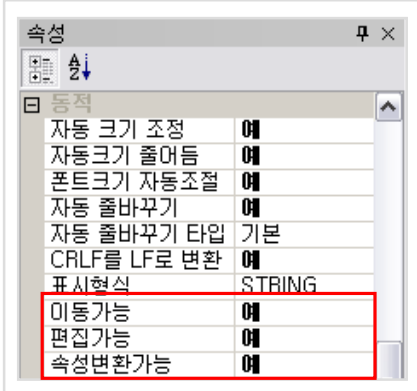 속성
동적
자동 크기 조정 예
자동크기 줄어듬 예
폰트크기 자동조절 예
자동 줄바꾸기 예
자동 줄바꾸기 타입 기본
CRLF를 LF로 변환 예
표시형식 STRING
이동가능 예
편집가능 예
속성변환가능 예